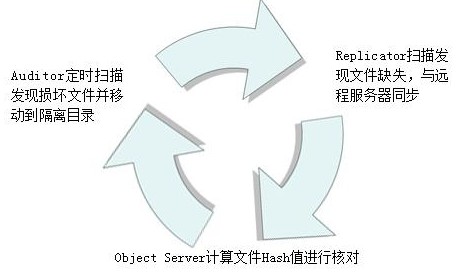 Auditor定时扫描
发现损坏文件并移
动到隔离目录
Replicator扫描发
现文件缺失，与远
程服务器同步
Object Server计算文件Hash值进行核对